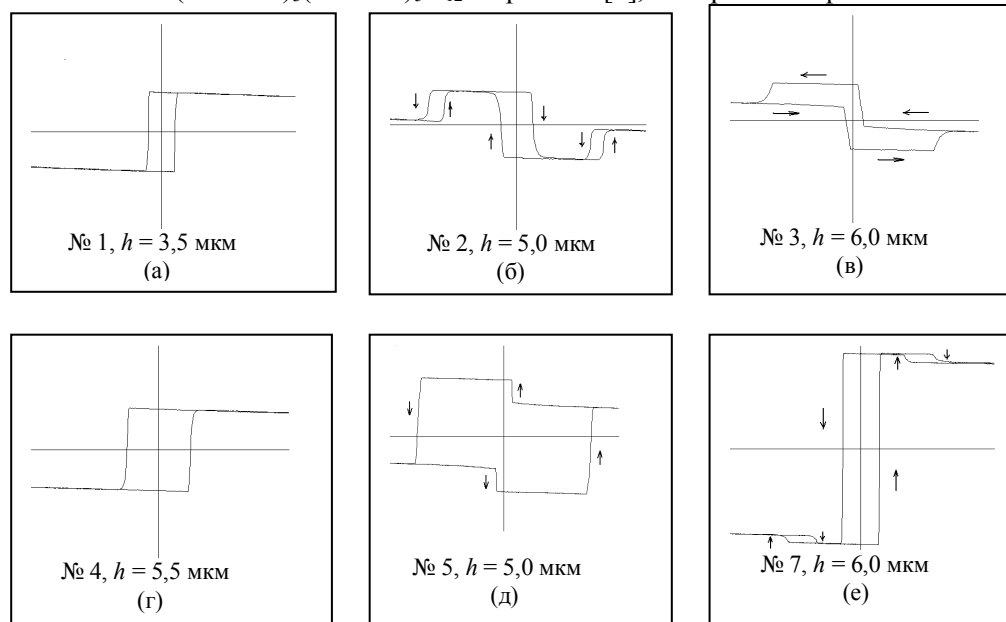 № 1, h = 3,5 мкм
(а)
№ 2, h = 5,0 мкм
(б)
№ 3, h = 6,0 мкм
(в)
№ 4, h = 5,5 мкм
(г)
№ 5, h = 5,0 мкм
(д)
№ 7, h = 6,0 мкм
(е)